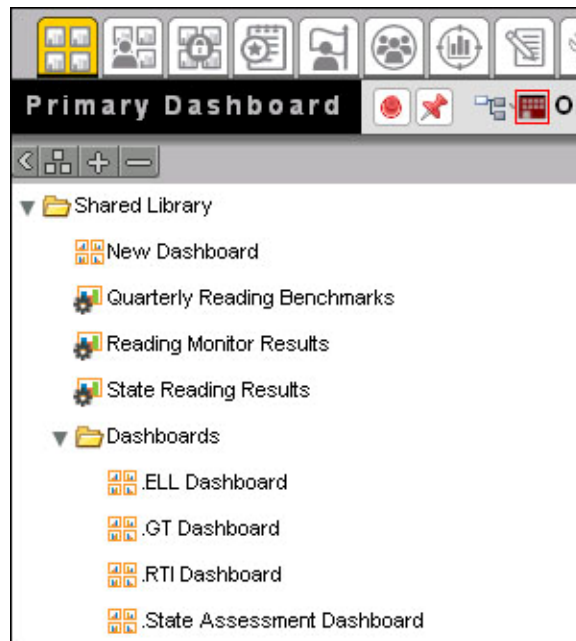 Primary Dashboard O
Shared Library
New Dashboard
Quarterly Reading Benchmarks
Reading Monitor Results
State Reading Results
Dashboards
.ELL Dashboard
.GT Dashboard
.RTI Dashboard
.State Assessment Dashboard